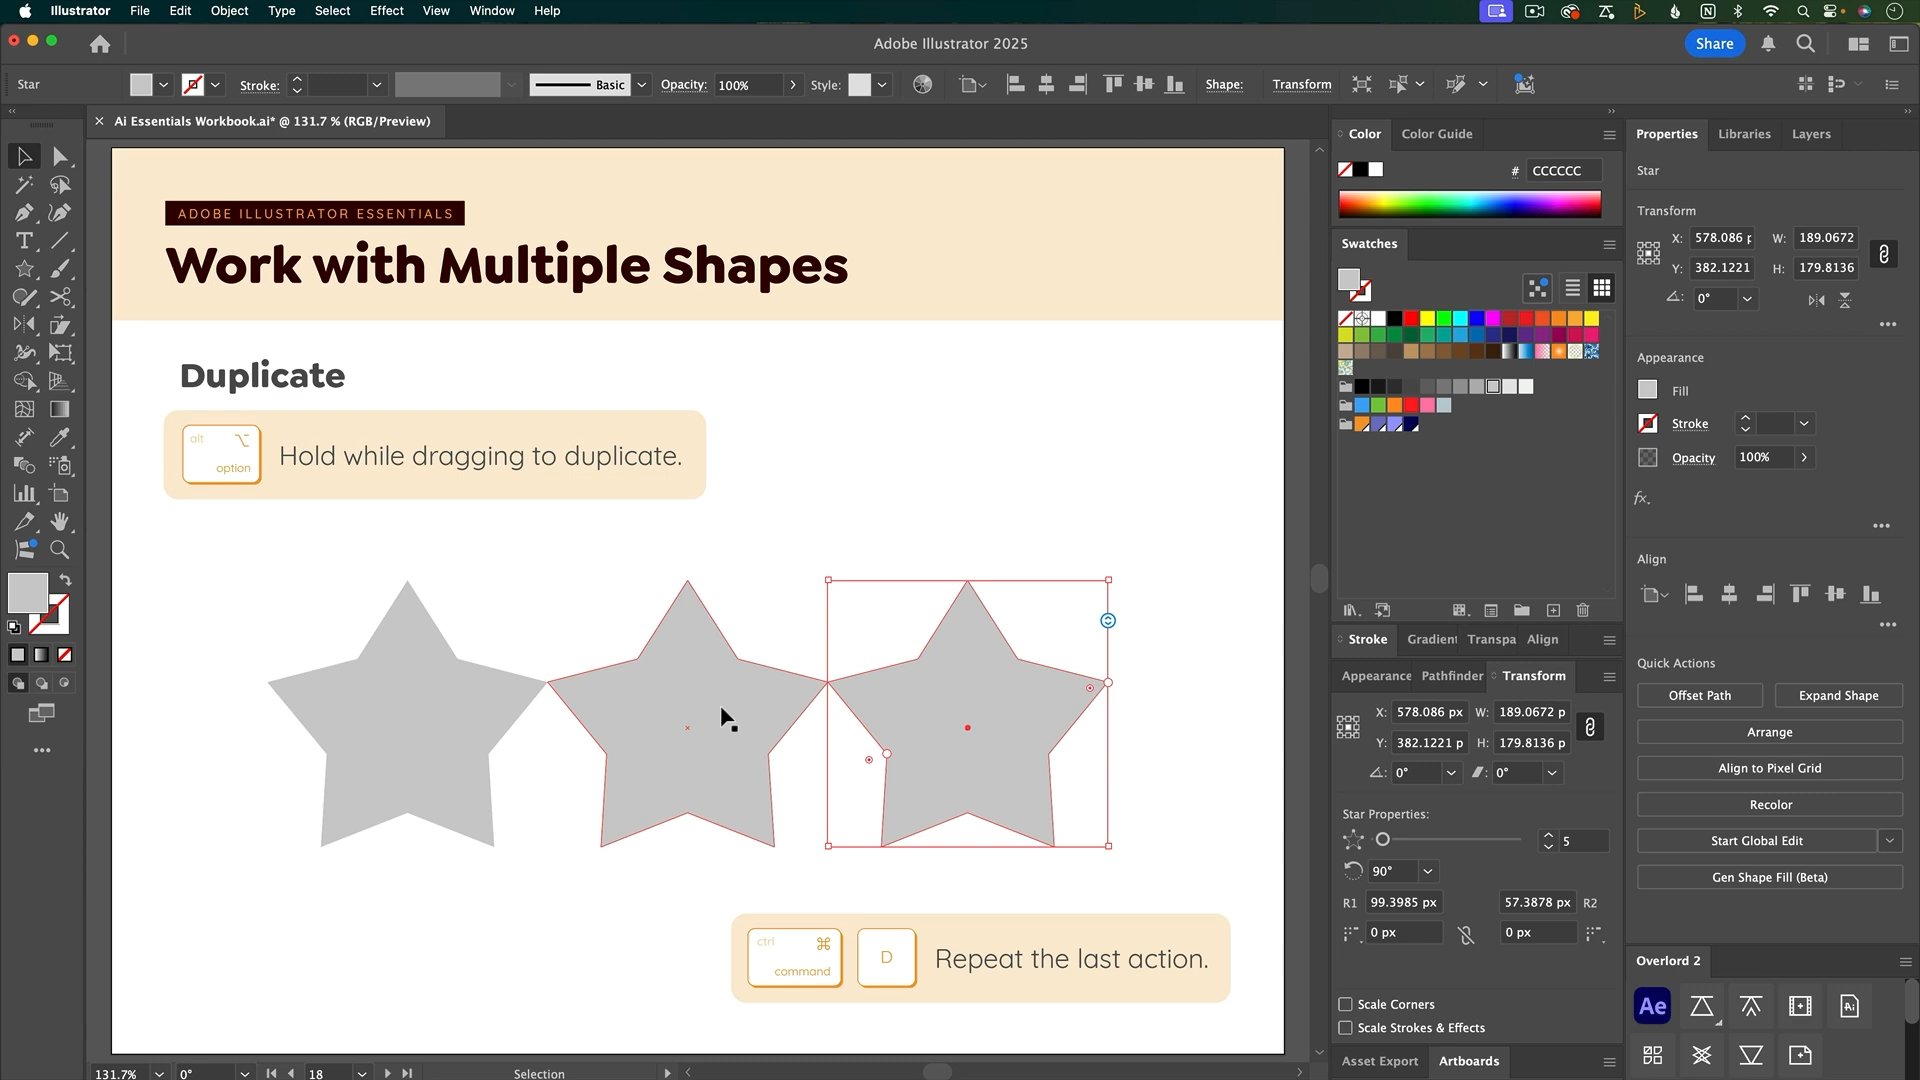 Illustrator File Edit Object Type Select Effect View Window Help
Adobe Illustrator 2025
Share
Star
Stroke:
Basic
Opacity: 100%
Style:
Shape:
Transform
× Ai Essentials Workbook.ai* @ 131.7 % (RGB/Preview)
ADOBE ILLUSTRATOR ESSENTIALS
Work with Multiple Shapes
Duplicate
alt
option
Hold while dragging to duplicate.
ctrl
command
D
Repeat the last action.
131.7%
0°
18
Selection
Color Color Guide
# CCCCCC
Swatches
Stroke Gradien Transpa Align
Appearance Pathfinder Transform
X: 578.086 px W: 189.0672 p
Y: 382.1221 p H: 179.8136 p
0° 0°
Star Properties:
5
90°
R1 99.3985 px 57.3878 px R2
0 px 0 px
Scale Corners
Scale Strokes & Effects
Asset Export Artboards
Properties Libraries Layers
Star
Transform
X: 578.086 p W: 189.0672
Y: 382.1221 H: 179.8136
0°
Appearance
Fill
Stroke
Opacity 100%
fx.
Align
Quick Actions
Offset Path Expand Shape
Arrange
Align to Pixel Grid
Recolor
Start Global Edit
Gen Shape Fill (Beta)
Overlord 2
Ae
Ai